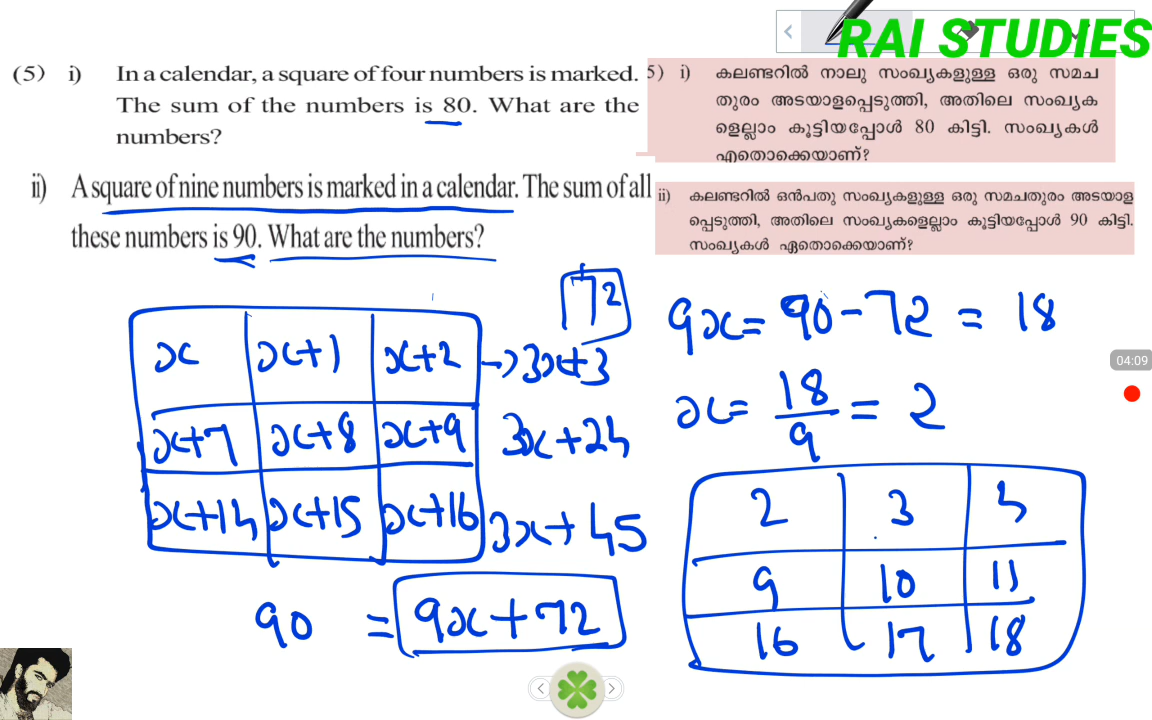 RAI STUDIES
(5) i) In a calendar, a square of four numbers is marked.
The sum of the numbers is 80. What are the
numbers?
5) i) കലണ്ടറിൽ നാലു സംഖ്യകളുള്ള ഒരു സമച
തുരം അടയാളപ്പെടുത്തി, അതിലെ സംഖ്യക
ളെല്ലാം കൂട്ടിയപ്പോൾ 80 കിട്ടി. സംഖ്യകൾ
എതൊക്കെയാണ്?
ii) A square of nine numbers is marked in a calendar. The sum of all
these numbers is 90. What are the numbers?
ii) കലണ്ടറിൽ ഒൻപതു സംഖ്യകളുള്ള ഒരു സമചതുരം അടയാള
പ്പെടുത്തി, അതിലെ സംഖ്യകളെല്ലാം കൂട്ടിയപ്പോൾ 90 കിട്ടി.
സംഖ്യകൾ ഏതൊക്കെയാണ്?
72
x x+1 x+2 → 3x+3
x+7 x+8 x+9 3x+24
x+14 x+15 x+16 3x+45
90 = 9x+72
9x = 90-72 = 18
x = 18/9 = 2
2 3 4
9 10 11
16 17 18
04:09